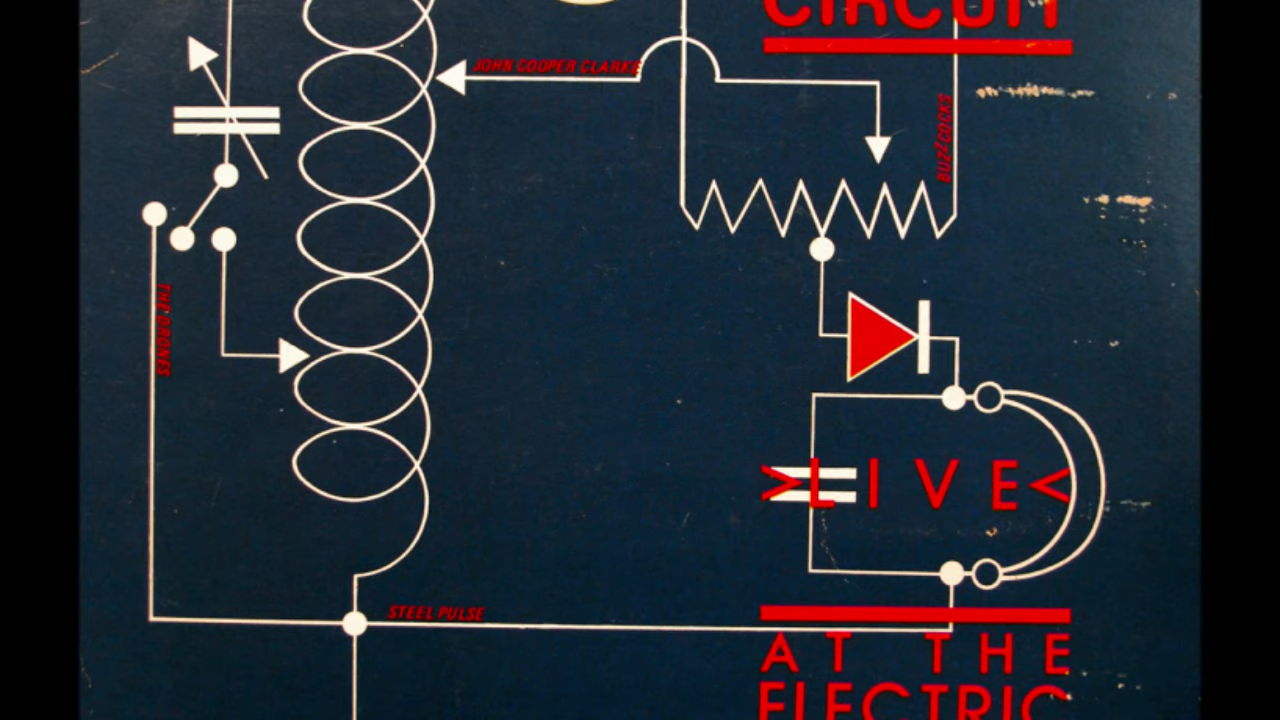 CIRCUIT
JOHN COOPER CLARKE
BUZZCOCKS
THE DRONES
>LIVE<
STEEL PULSE
AT THE
ELECTRIC